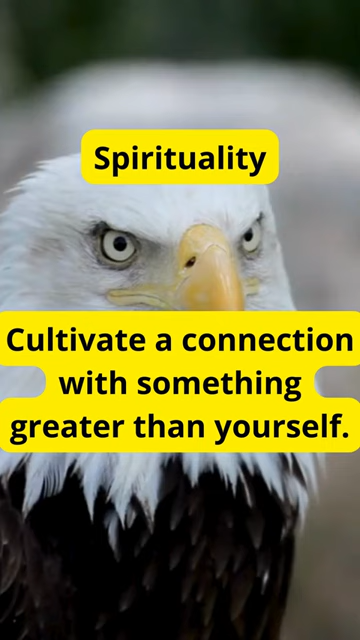 Spirituality
Cultivate a connection
with something
greater than yourself.